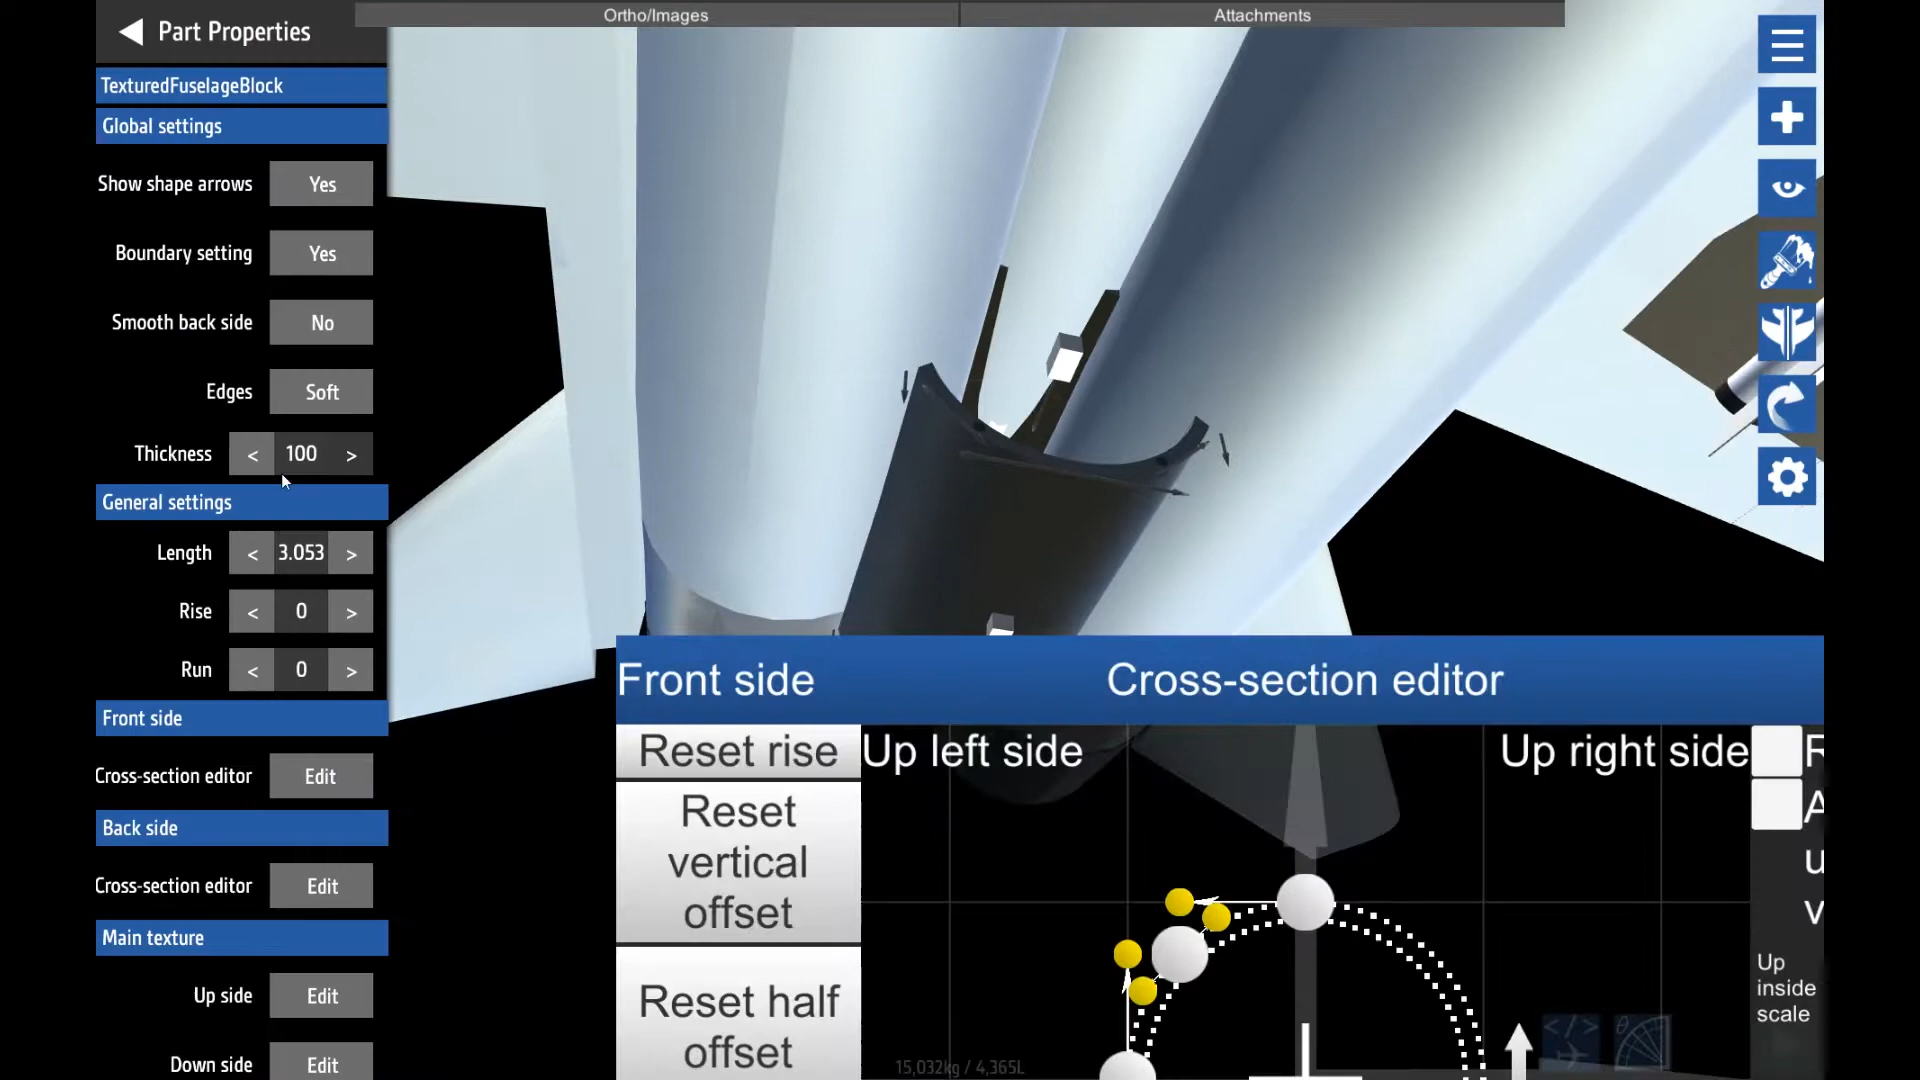 Part Properties
Ortho/Images
Attachments
TexturedFuselageBlock
Global settings
Show shape arrows
Yes
Boundary setting
Yes
Smooth back side
No
Edges
Soft
Thickness
<
100
>
General settings
Length
<
3.053
>
Rise
<
0
>
Run
<
0
>
Front side
Cross-section editor
Edit
Back side
Cross-section editor
Edit
Main texture
Up side
Edit
Down side
Edit
Front side
Cross-section editor
Reset rise
Up left side
Up right side
Reset
vertical
offset
Reset half
offset
Up
inside
scale
15,032kg / 4,365L